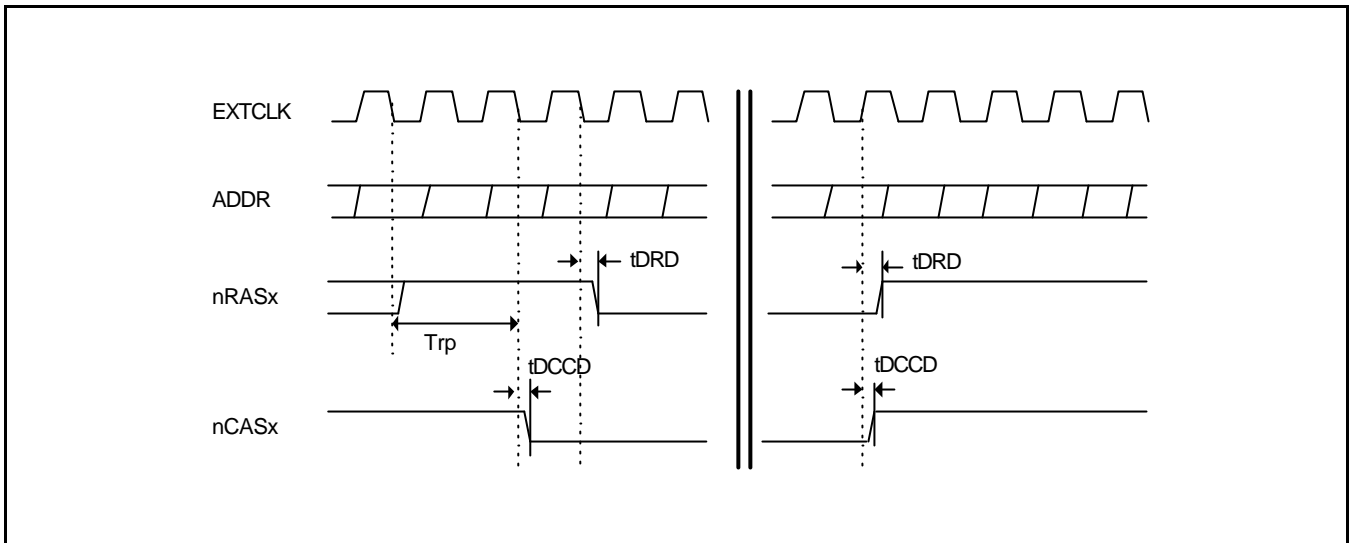 EXTCLK
ADDR
tDRD
tDRD
nRASx
Trp
tDCCD
tDCCD
nCASx